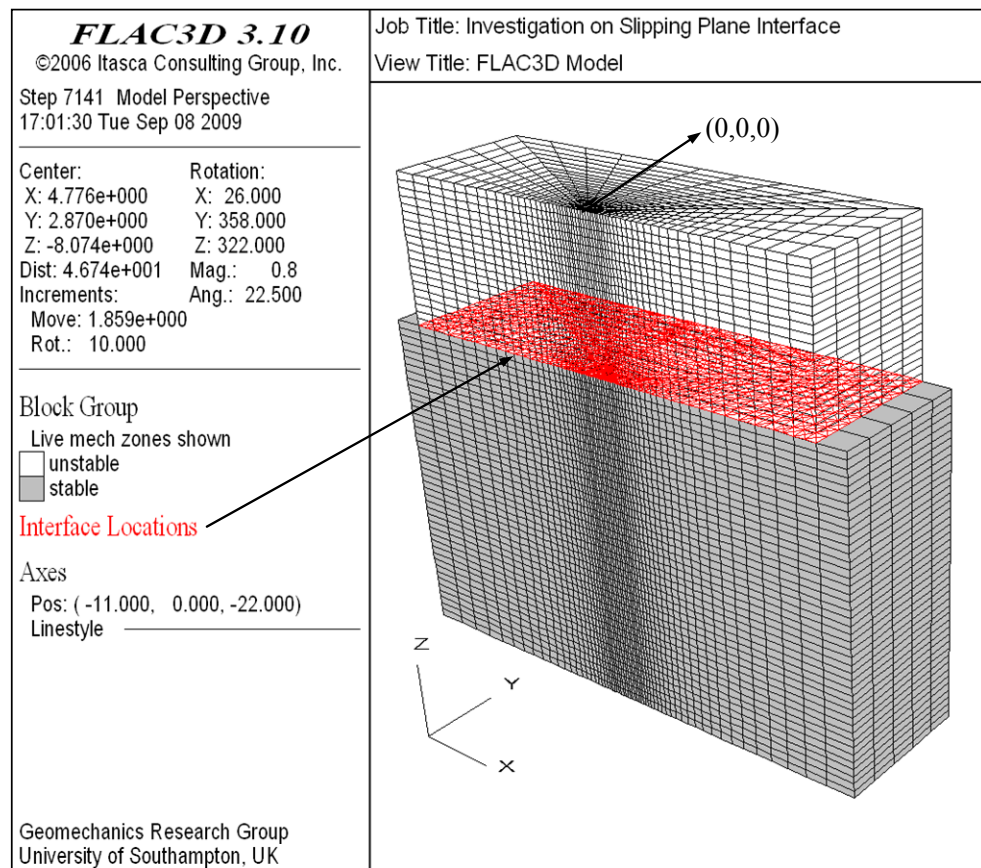 FLAC3D 3.10
©2006 Itasca Consulting Group, Inc.
Step 7141  Model Perspective
17:01:30 Tue Sep 08 2009
Center: Rotation:
X: 4.776e+000 X: 26.000
Y: 2.870e+000 Y: 358.000
Z: -8.074e+000 Z: 322.000
Dist: 4.674e+001 Mag.: 0.8
Increments: Ang.: 22.500
Move: 1.859e+000
Rot.: 10.000
Block Group
Live mech zones shown
unstable
stable
Interface Locations
Axes
Pos: ( -11.000, 0.000, -22.000)
Linestyle
Geomechanics Research Group
University of Southampton, UK
Job Title: Investigation on Slipping Plane Interface
View Title: FLAC3D Model
(0,0,0)
Z
Y
X